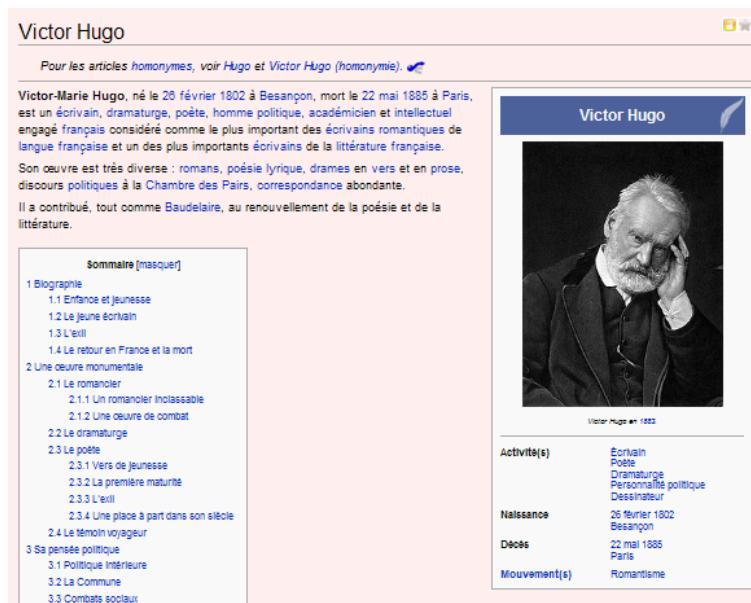 Victor Hugo
Pour les articles homonymes, voir Hugo et Victor Hugo (homonymie).
Victor-Marie Hugo, né le 26 février 1802 à Besançon, mort le 22 mai 1885 à Paris,
est un écrivain, dramaturge, poète, homme politique, académicien et intellectuel
engagé français considéré comme le plus important des écrivains romantiques de
langue française et un des plus importants écrivains de la littérature française.
Son œuvre est très diverse : romans, poésie lyrique, drames en vers et en prose,
discours politiques à la Chambre des Pairs, correspondance abondante.
Il a contribué, tout comme Baudelaire, au renouvellement de la poésie et de la
littérature.
Sommaire [masquer]
1 Biographie
1.1 Enfance et jeunesse
1.2 Le jeune écrivain
1.3 L'exil
1.4 Le retour en France et la mort
2 Une œuvre monumentale
2.1 Le romancier
2.1.1 Un romancier inclassable
2.1.2 Une œuvre de combat
2.2 Le dramaturge
2.3 Le poète
2.3.1 Vers de jeunesse
2.3.2 La première maturité
2.3.3 L'exil
2.3.4 Une place à part dans son siècle
2.4 Le témoin voyageur
3 Sa pensée politique
3.1 Politique intérieure
3.2 La Commune
3.3 Combats sociaux
Victor Hugo
Victor Hugo en 1883
Activité(s) Écrivain
Poète
Dramaturge
Personnalité politique
Dessinateur
Naissance 26 février 1802
Besançon
Décès 22 mai 1885
Paris
Mouvement(s) Romantisme